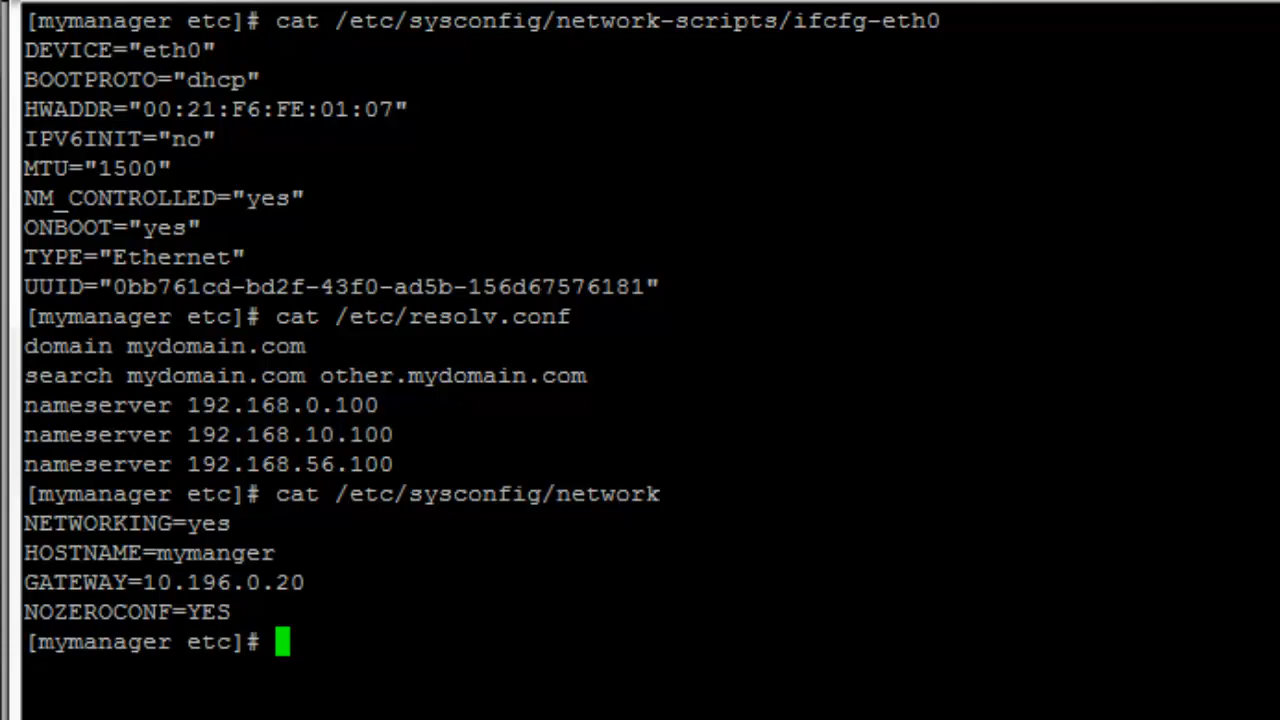 [mymanager etc]# cat /etc/sysconfig/network-scripts/ifcfg-eth0
DEVICE="eth0"
BOOTPROTO="dhcp"
HWADDR="00:21:F6:FE:01:07"
IPV6INIT="no"
MTU="1500"
NM_CONTROLLED="yes"
ONBOOT="yes"
TYPE="Ethernet"
UUID="0bb761cd-bd2f-43f0-ad5b-156d67576181"
[mymanager etc]# cat /etc/resolv.conf
domain mydomain.com
search mydomain.com other.mydomain.com
nameserver 192.168.0.100
nameserver 192.168.10.100
nameserver 192.168.56.100
[mymanager etc]# cat /etc/sysconfig/network
NETWORKING=yes
HOSTNAME=mymanger
GATEWAY=10.196.0.20
NOZEROCONF=YES
[mymanager etc]#